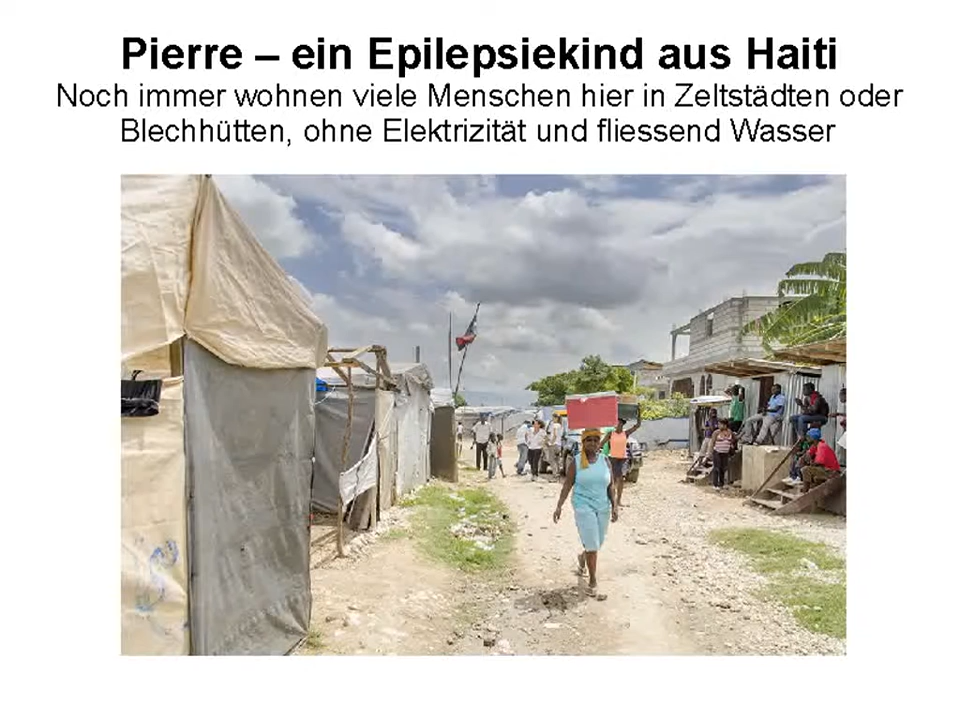 Pierre – ein Epilepsiekind aus Haiti
Noch immer wohnen viele Menschen hier in Zeltstädten oder
Blechhütten, ohne Elektrizität und fliessend Wasser